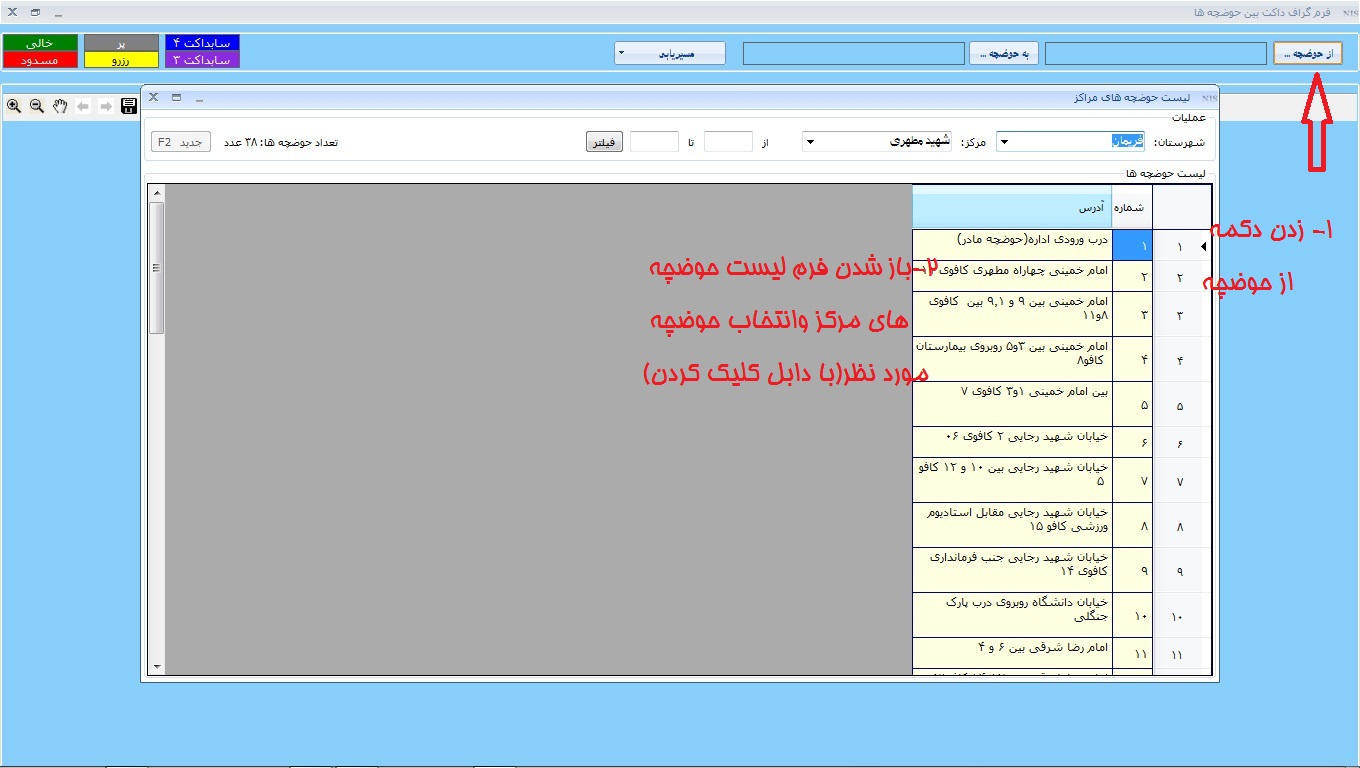 فرم گراف داکت بین حوضچه ها
NIS
از حوضچه ...
به حوضچه ...
مسیریابی
سابداکت ۴
پر
خالی
سابداکت ۳
رزرو
مسدود
لیست حوضچه های مراکز
NIS
عملیات
شهرستان:
فریمان
مرکز:
شهید مطهری
از
تا
فیلتر
تعداد حوضچه ها: ۳۸ عدد
جدید F2
لیست حوضچه ها
شماره
آدرس
۱ ۱ درب ورودی اداره(حوضچه مادر)
۲ ۲ امام خمینی چهاراه مطهری کافوی
۳ ۳ امام خمینی بین ۹ و ۹,۱ بین کافوی
۸و۱۱
۴ ۴ امام خمینی بین ۳و۵ روبروی بیمارستان
کافو۸
۵ ۵ بین امام خمینی ۱و۳ کافوی ۷
۶ ۶ خیابان شهید رجایی ۲ کافوی ۰۶
۷ ۷ خیابان شهید رجایی بین ۱۰ و ۱۲ کافو
۵
۸ ۸ خیابان شهید رجایی مقابل استادیوم
ورزشی کافو ۱۵
۹ ۹ خیابان شهید رجایی جنب فرمانداری
کافوی ۱۴
۱۰ ۱۰ خیابان دانشگاه روبروی درب پارک
جنگلی
۱۱ ۱۱ امام رضا شرقی بین ۶ و ۴
۱- زدن دکمه
از حوضچه
۲-باز شدن فرم لیست حوضچه
های مرکز وانتخاب حوضچه
مورد نظر(با دابل کلیک کردن)